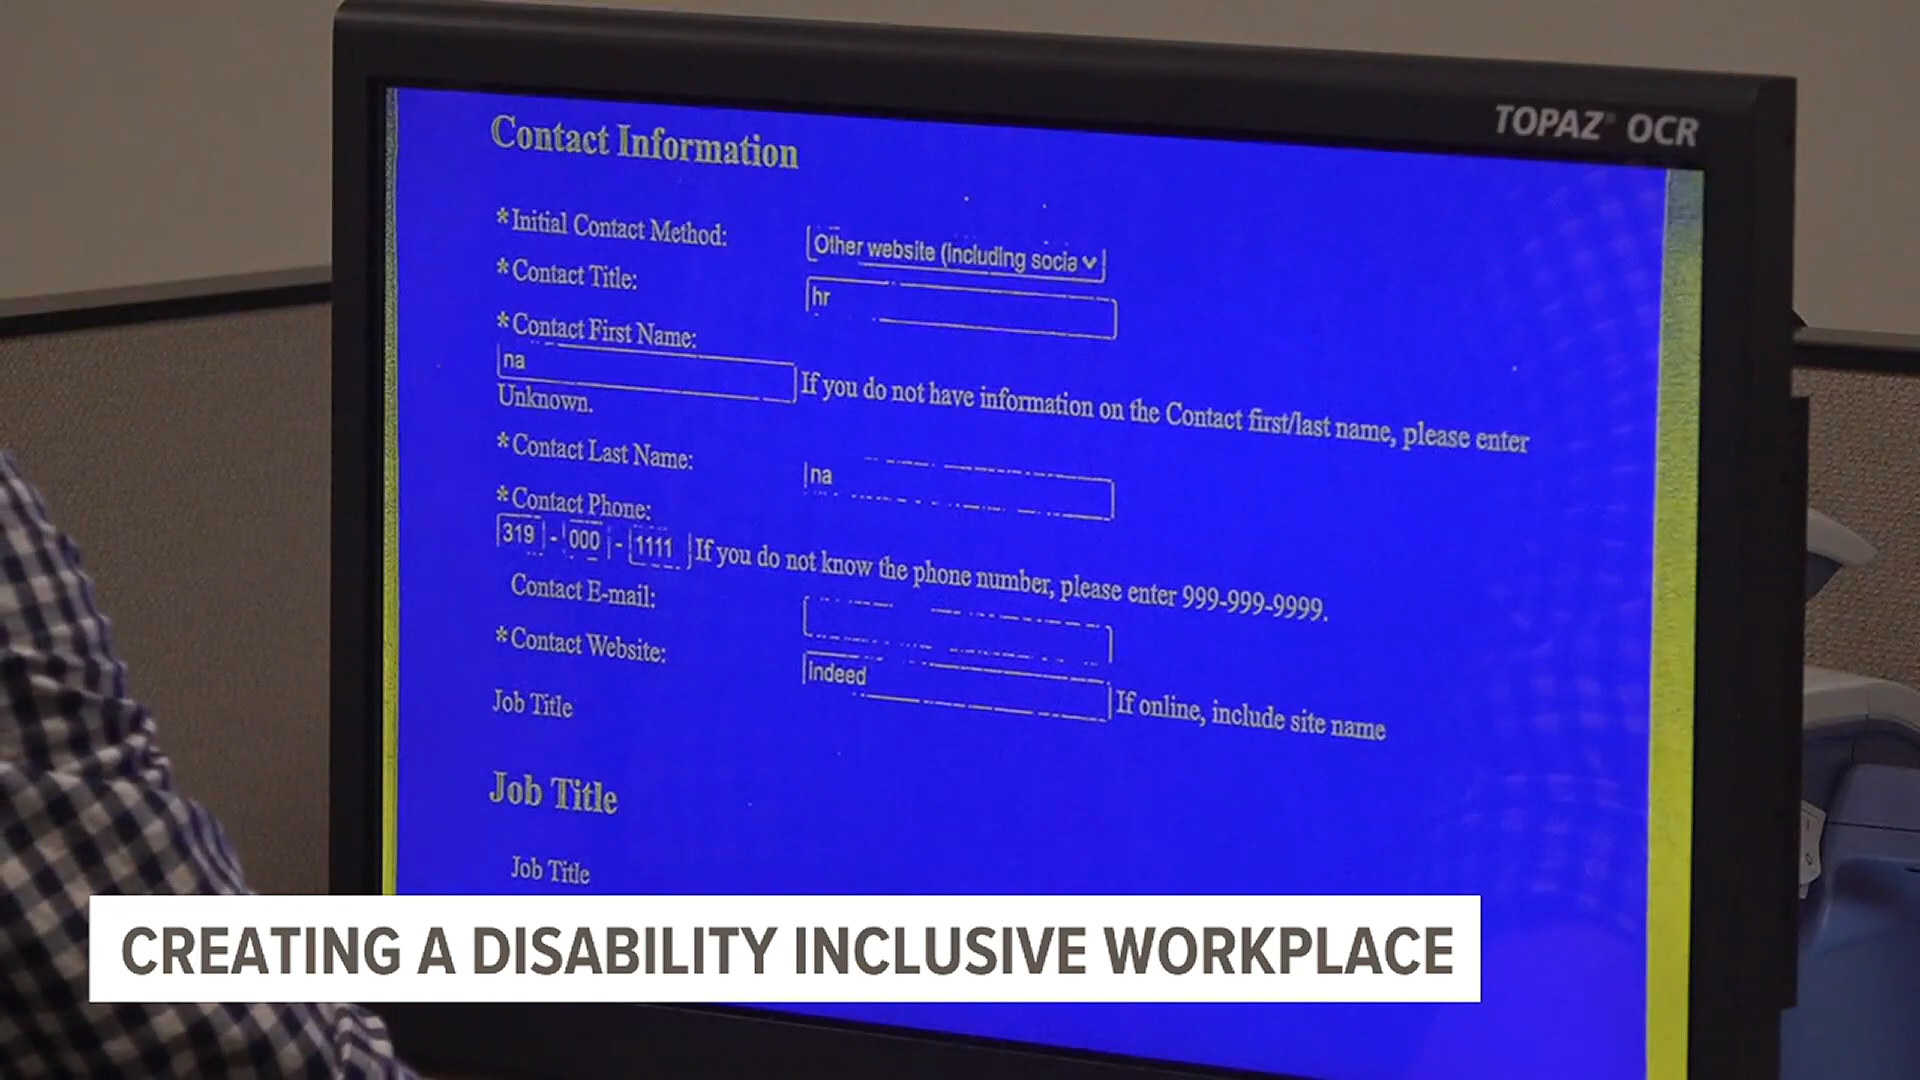 TOPAZ® OCR
Contact Information
*Initial Contact Method: Other website (including socia
*Contact Title: hr
*Contact First Name:
na If you do not have information on the Contact first/last name, please enter
Unknown.
*Contact Last Name: na
*Contact Phone:
319 - 000 - 1111 If you do not know the phone number, please enter 999-999-9999.
Contact E-mail:
*Contact Website: Indeed If online, include site name
Job Title
Job Title
Job Title
CREATING A DISABILITY INCLUSIVE WORKPLACE